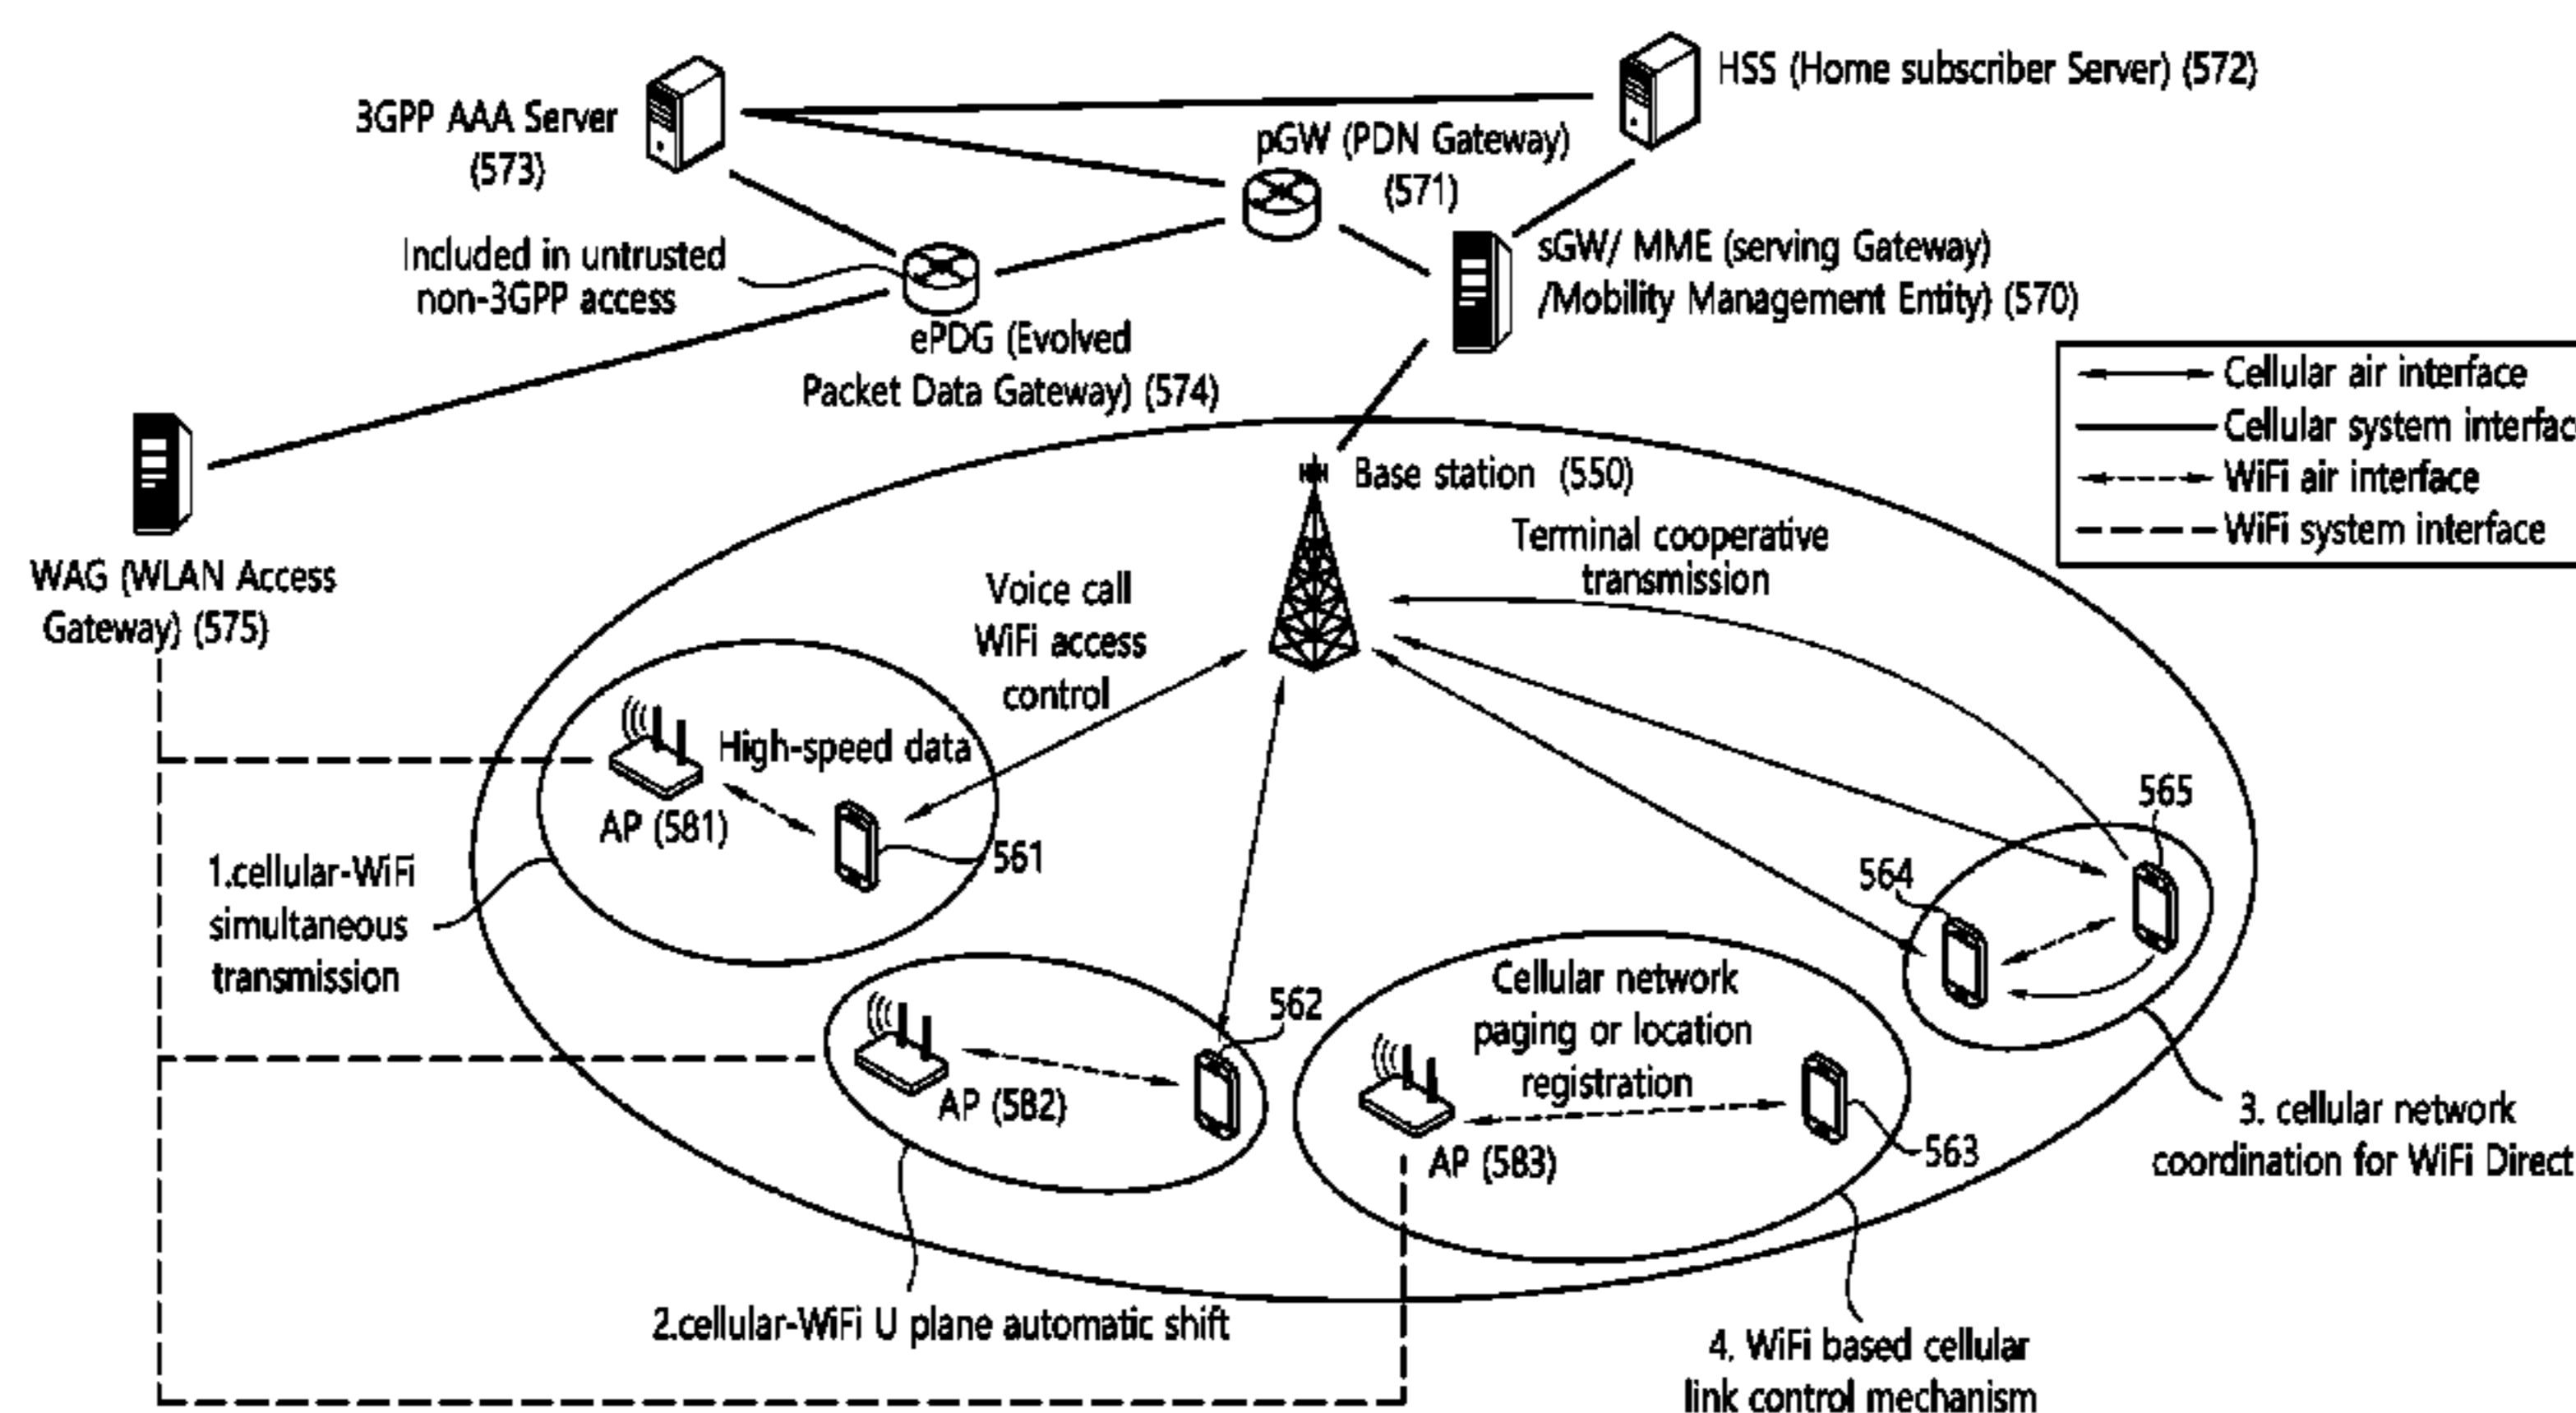 HSS (Home subscriber Server) (572)
3GPP AAA Server
(573)
pGW (PDN Gateway)
(571)
Included in untrusted
non-3GPP access
sGW/ MME (serving Gateway)
/Mobility Management Entity) (570)
ePDG (Evolved
Packet Data Gateway) (574)
Cellular air interface
Cellular system interfac
WiFi air interface
WiFi system interface
WAG (WLAN Access
Gateway) (575)
Base station (550)
Terminal cooperative
transmission
Voice call
WiFi access
control
High-speed data
AP (581)
561
1.cellular-WiFi
simultaneous
transmission
565
564
562
AP (582)
Cellular network
paging or location
registration
AP (583)
563
3. cellular network
coordination for WiFi Direct
2.cellular-WiFi U plane automatic shift
4. WiFi based cellular
link control mechanism